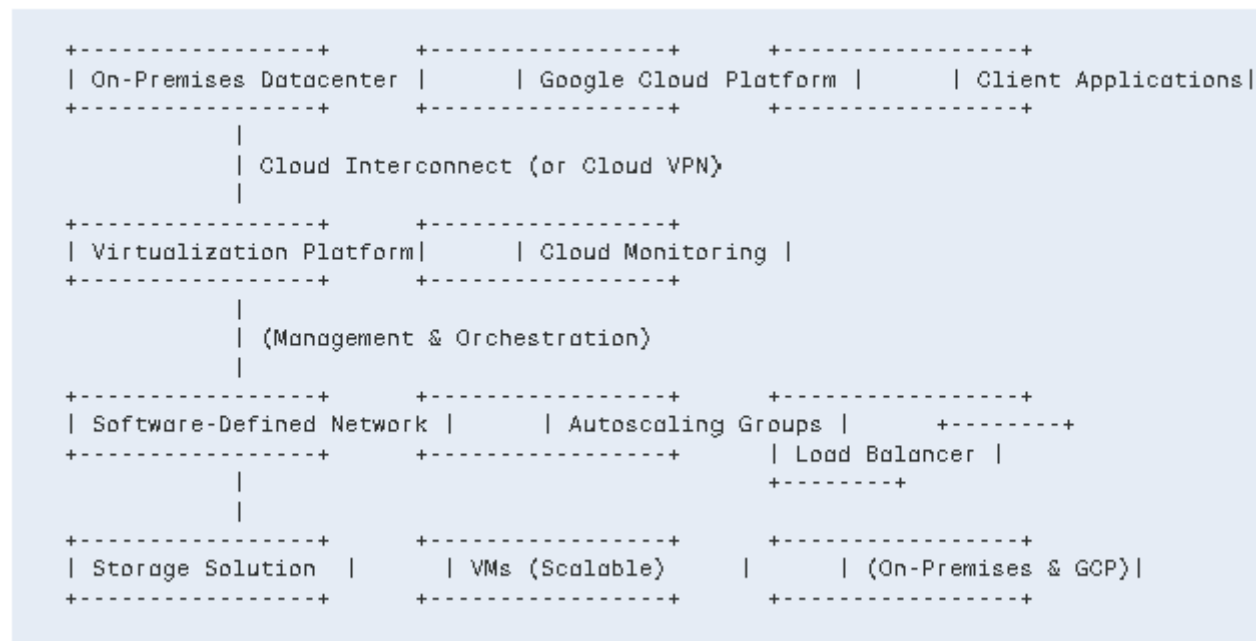 +-----------------+ +-----------------+ +-----------------+
| On-Premises Datacenter | | Google Cloud Platform | | Client Applications|
+-----------------+ +-----------------+ +-----------------+
|
| Cloud Interconnect (or Cloud VPN)
|
+-----------------+ +-----------------+
| Virtualization Platform| | Cloud Monitoring |
+-----------------+ +-----------------+
|
| (Management & Orchestration)
|
+-----------------+ +-----------------+ +-----------------+
| Software-Defined Network | | Autoscaling Groups | +--------+
+-----------------+ +-----------------+ | Load Balancer |
| +--------+
|
+-----------------+ +-----------------+ +-----------------+
| Storage Solution | | VMs (Scalable) | | (On-Premises & GCP)|
+-----------------+ +-----------------+ +-----------------+